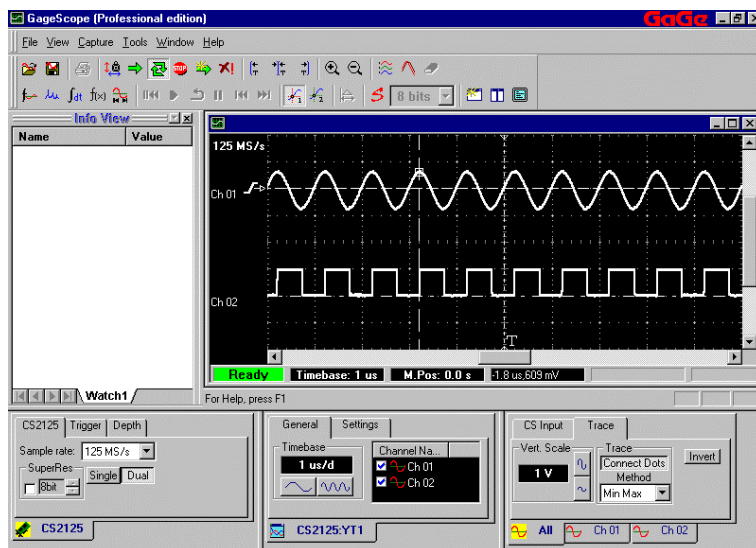 GageScope (Professional edition)
GaGe
File View Capture Tools Window Help
8 bits
Info View
Name Value
Watch1
125 MS/s
Ch 01
Ch 02
T
Ready Timebase: 1 us M.Pos: 0.0 s -1.8 us,609 mV
For Help, press F1
CS2125 Trigger Depth
Sample rate: 125 MS/s
SuperRes
8bit
Single Dual
CS2125
General Settings
Timebase
1 us/d
Channel Na...
Ch 01
Ch 02
CS2125:YT1
CS Input Trace
Vert. Scale
1 V
Trace
Connect Dots
Method
Min Max
Invert
All Ch 01 Ch 02